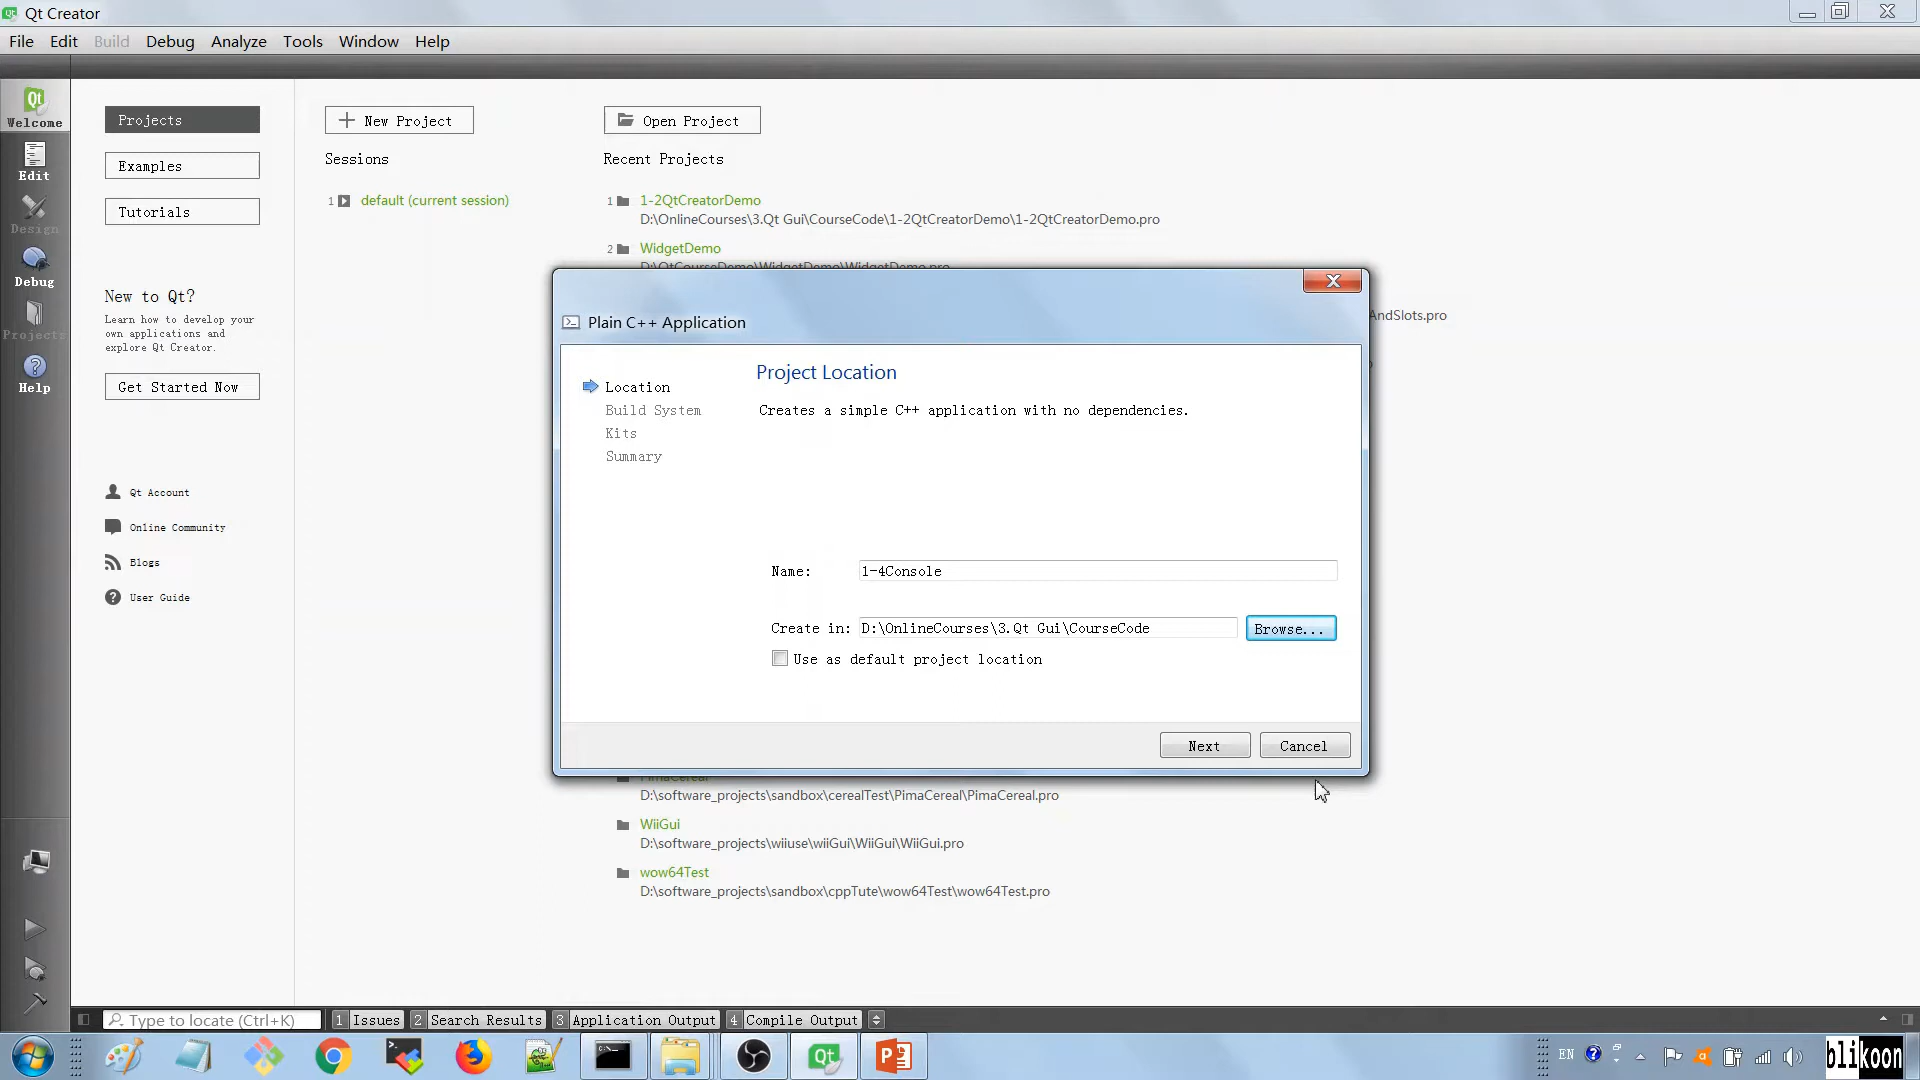 Qt Creator
File Edit Build Debug Analyze Tools Window Help
Qt
Welcome
Edit
Design
Debug
Projects
Help
Projects
Examples
Tutorials
New to Qt?
Learn how to develop your
own applications and
explore Qt Creator.
Get Started Now
Qt Account
Online Community
Blogs
User Guide
New Project
Open Project
Sessions
1 default (current session)
Recent Projects
1 1-2QtCreatorDemo
D:\OnlineCourses\3.Qt Gui\CourseCode\1-2QtCreatorDemo\1-2QtCreatorDemo.pro
2 WidgetDemo
D:\QtCourseDemo\WidgetDemo\WidgetDemo.pro
AndSlots.pro
Plain C++ Application
Location
Build System
Kits
Summary
Project Location
Creates a simple C++ application with no dependencies.
Name: 1-4Console
Create in: D:\OnlineCourses\3.Qt Gui\CourseCode Browse...
Use as default project location
Next Cancel
PimaCereal
D:\software_projects\sandbox\cerealTest\PimaCereal\PimaCereal.pro
WiiGui
D:\software_projects\wiiuse\wiiGui\WiiGui\WiiGui.pro
wow64Test
D:\software_projects\sandbox\cppTute\wow64Test\wow64Test.pro
Type to locate (Ctrl+K) 1 Issues 2 Search Results 3 Application Output 4 Compile Output
EN
blikoon